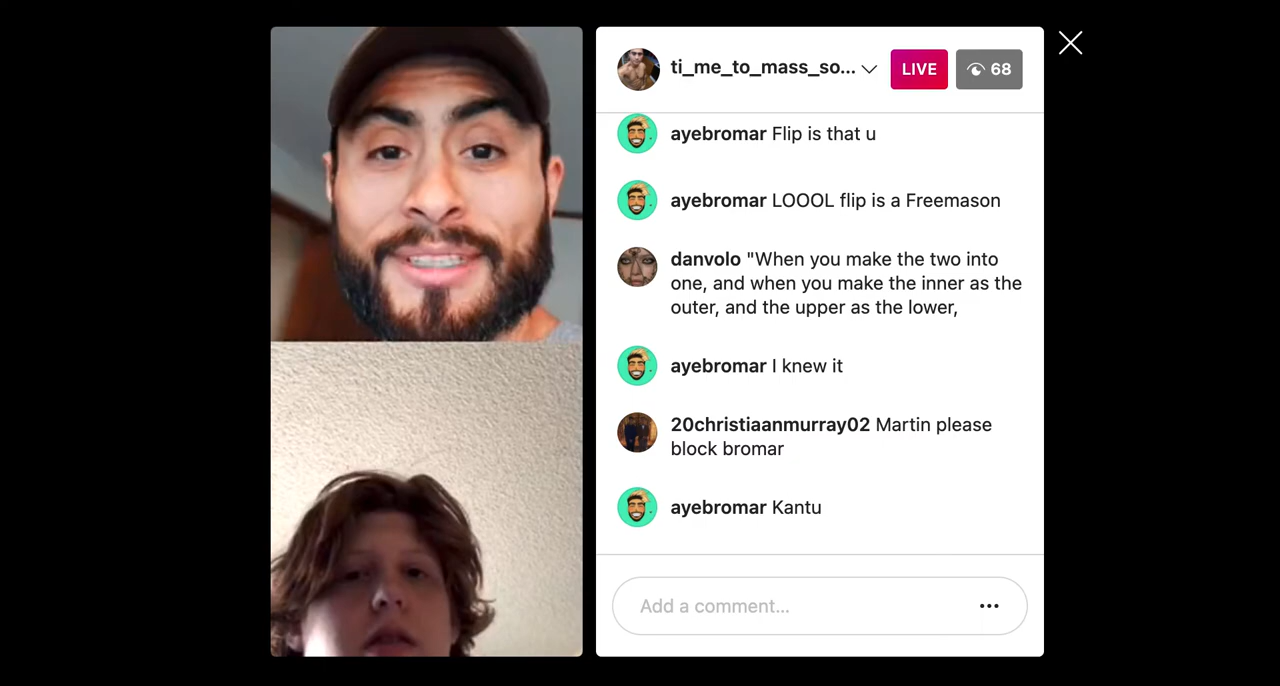 ti_me_to_mass_so...
LIVE
68
ayebromar Flip is that u
ayebromar LOOOL flip is a Freemason
danvolo "When you make the two into
one, and when you make the inner as the
outer, and the upper as the lower,
ayebromar I knew it
20christiaanmurray02 Martin please
block bromar
ayebromar Kantu
Add a comment...